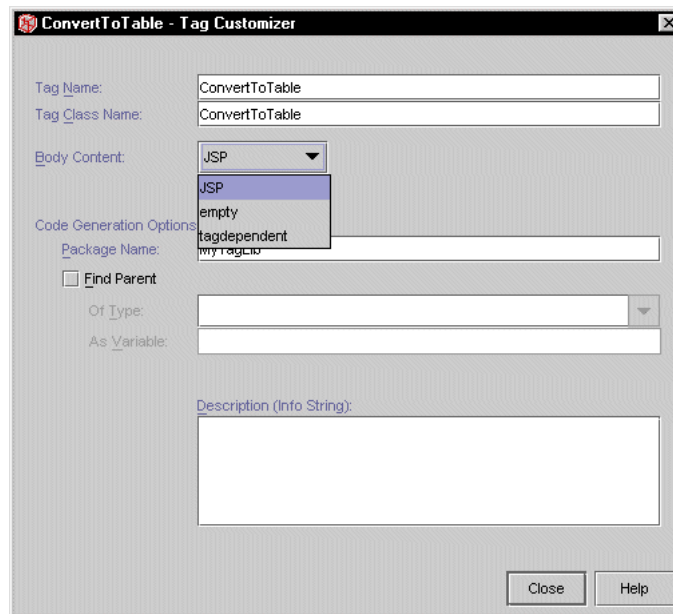 ConvertToTable - Tag Customizer
Tag Name: ConvertToTable
Tag Class Name: ConvertToTable
Body Content: JSP
JSP
empty
Code Generation Options
tagdependent
Package Name: MyTagLib
Find Parent
Of Type:
As Variable:
Description (Info String):
Close Help